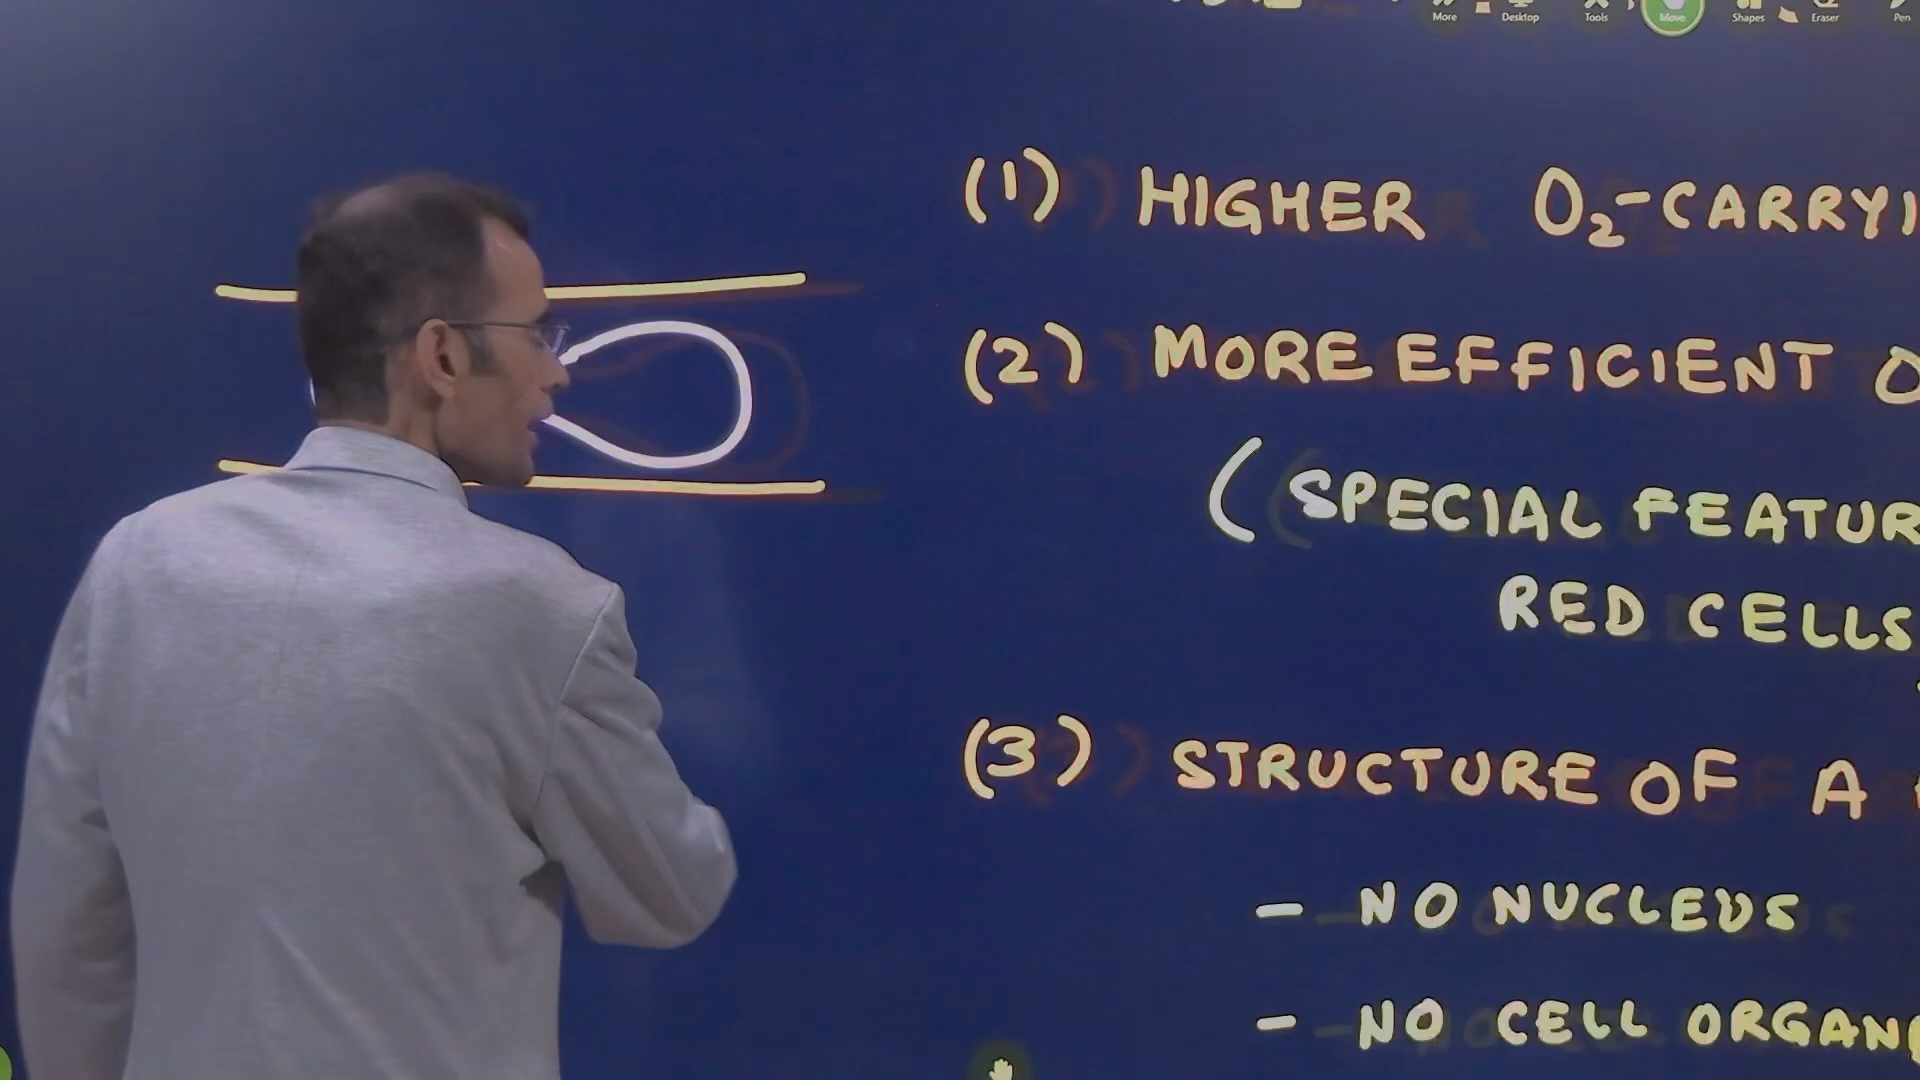 More Desktop Tools Move Shapes Eraser Pen
(1) HIGHER O₂-CARRYI
(2) MORE EFFICIENT O
(SPECIAL FEATUR
RED CELLS
(3) STRUCTURE OF A
- NO NUCLEUS
- NO CELL ORGAN